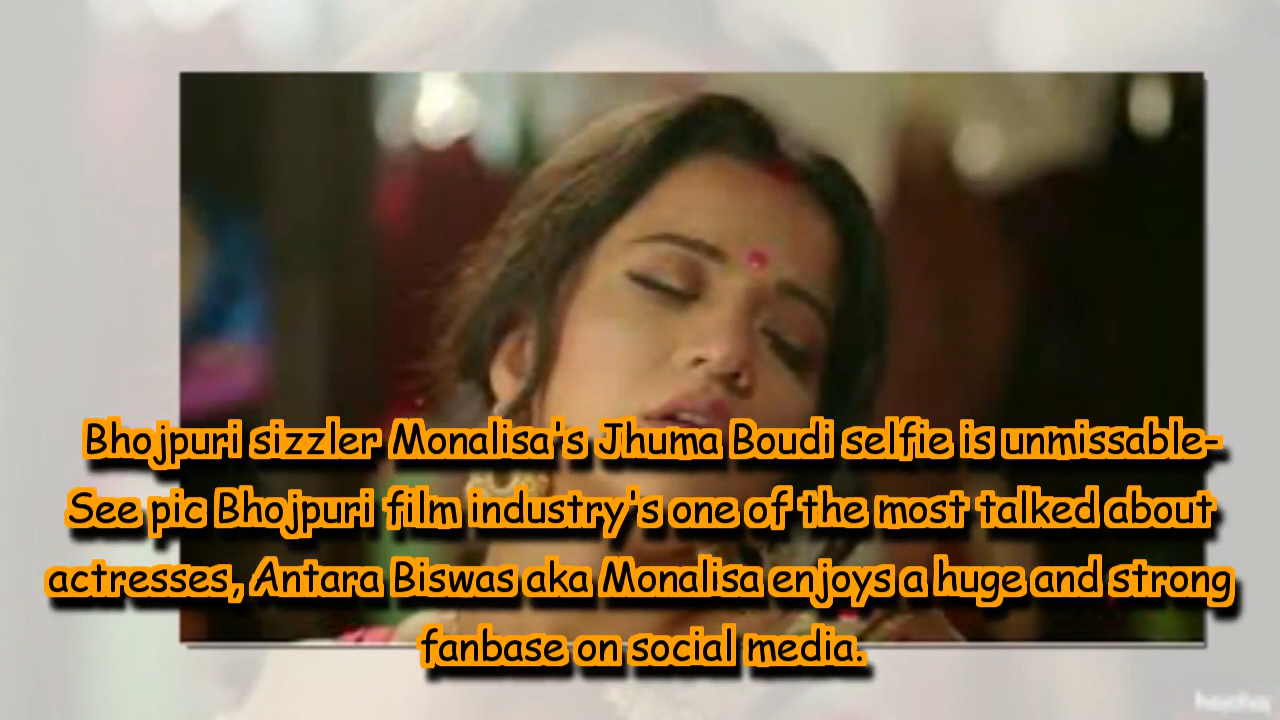 Bhojpuri sizzler Monalisa's Jhuma Boudi selfie is unmissable-
See pic Bhojpuri film industry's one of the most talked about
actresses, Antara Biswas aka Monalisa enjoys a huge and strong
fanbase on social media.